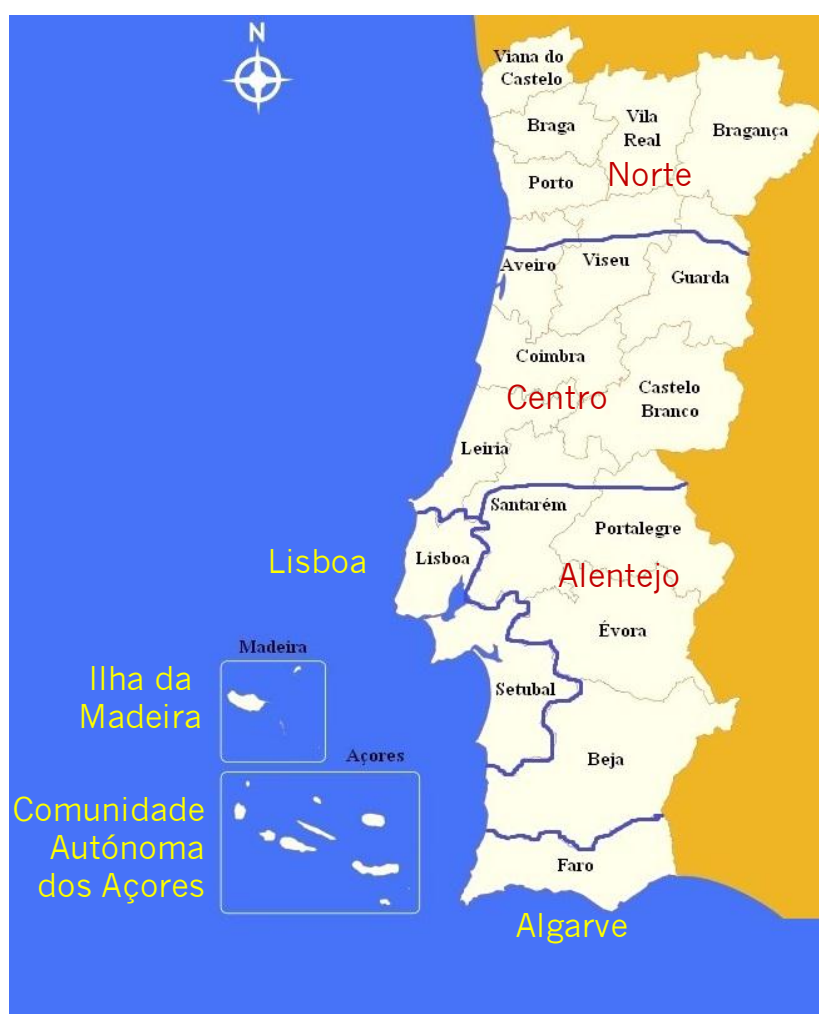 N
Viana do
Castelo
Braga
Vila
Real
Bragança
Porto
Norte
Aveiro
Viseu
Guarda
Coimbra
Centro
Castelo
Branco
Leiria
Santarém
Portalegre
Lisboa
Lisboa
Alentejo
Évora
Madeira
Ilha da
Madeira
Setubal
Açores
Beja
Comunidade
Autónoma
dos Açores
Faro
Algarve